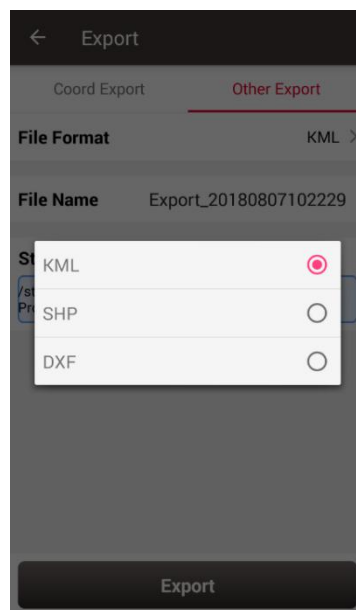 Export
Coord Export Other Export
File Format KML
File Name Export_20180807102229
KML
SHP
DXF
Export